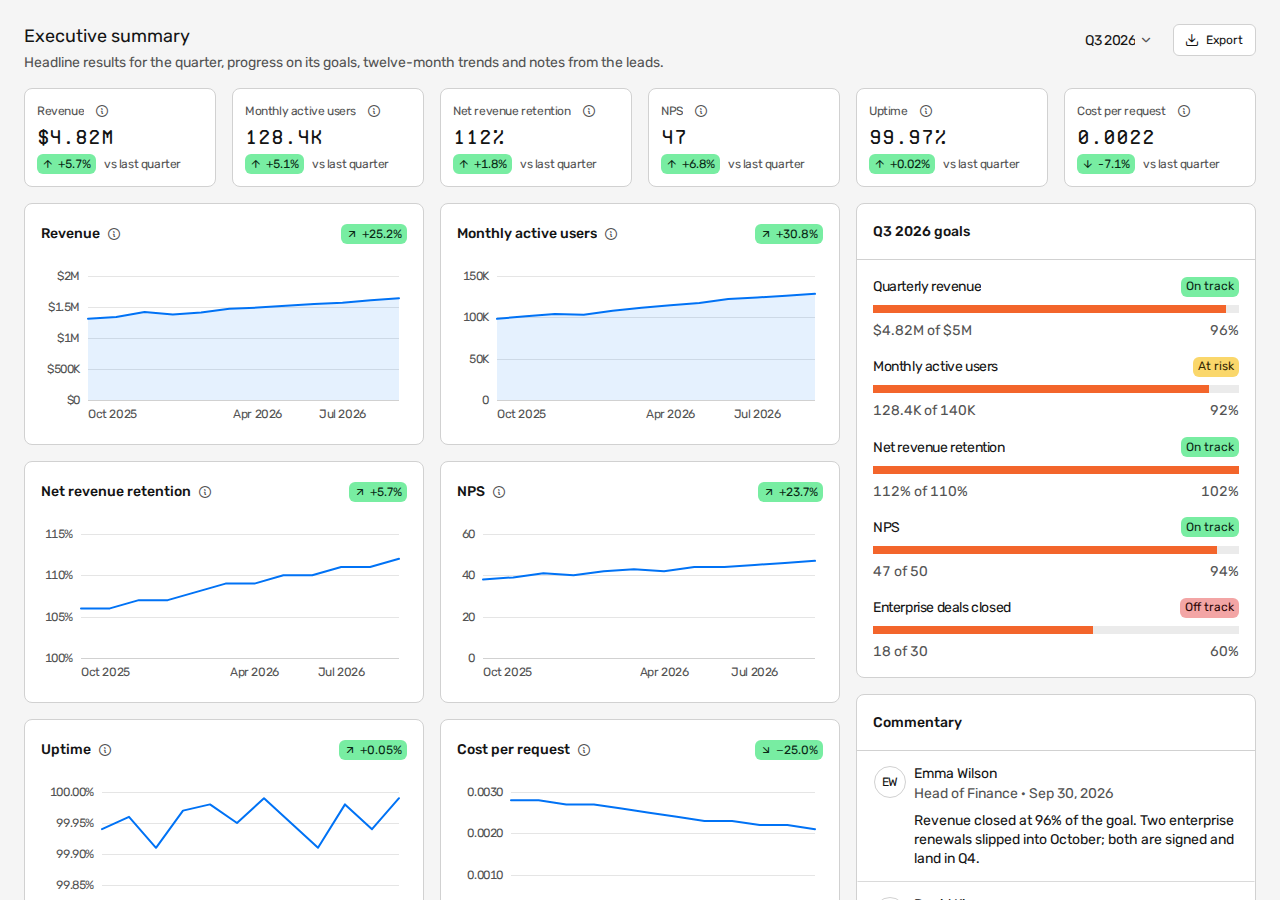 Executive summary
Headline results for the quarter, progress on its goals, twelve-month trends and notes from the leads.
Q3 2026
Export
Revenue
$4.82M
+5.7% vs last quarter
Monthly active users
128.4K
+5.1% vs last quarter
Net revenue retention
112%
+1.8% vs last quarter
NPS
47
+6.8% vs last quarter
Uptime
99.97%
+0.02% vs last quarter
Cost per request
0.0022
-7.1% vs last quarter
Revenue
+25.2%
$2M
$1.5M
$1M
$500K
$0
Oct 2025 Apr 2026 Jul 2026
Monthly active users
+30.8%
150K
100K
50K
0
Oct 2025 Apr 2026 Jul 2026
Net revenue retention
+5.7%
115%
110%
105%
100%
Oct 2025 Apr 2026 Jul 2026
NPS
+23.7%
60
40
20
0
Oct 2025 Apr 2026 Jul 2026
Uptime
+0.05%
100.00%
99.95%
99.90%
99.85%
Cost per request
−25.0%
0.0030
0.0020
0.0010
Q3 2026 goals
Quarterly revenue On track
$4.82M of $5M 96%
Monthly active users At risk
128.4K of 140K 92%
Net revenue retention On track
112% of 110% 102%
NPS On track
47 of 50 94%
Enterprise deals closed Off track
18 of 30 60%
Commentary
EW
Emma Wilson
Head of Finance • Sep 30, 2026
Revenue closed at 96% of the goal. Two enterprise
renewals slipped into October; both are signed and
land in Q4.